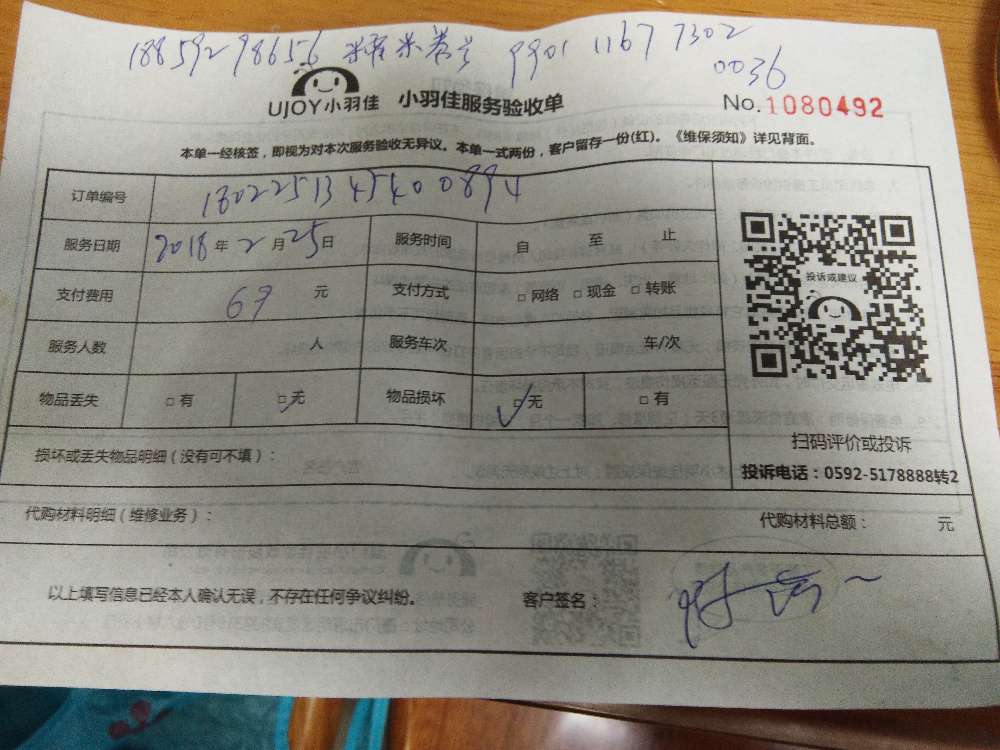 18859298656 9901 1167 7302
0036
UJOY小羽佳 小羽佳服务验收单 No.1080492
本单一经核签，即视为对本次服务验收无异议。本单一式两份，客户留存一份(红)。《维保须知》详见背面。
订单编号 1802251345400894
服务日期 2018年2月25日 服务时间 自 至 止
投诉或建议
支付费用 67 元 支付方式 □网络 □现金 □转账
服务人数 人 服务车次 车/次
物品丢失 □有 □无 物品损坏 □无 □有
扫码评价或投诉
损坏或丢失物品明细（没有可不填）：
投诉电话：0592-5178888转2
代购材料明细（维修业务）： 代购材料总额： 元
以上填写信息已经本人确认无误，不存在任何争议纠纷。 客户签名：